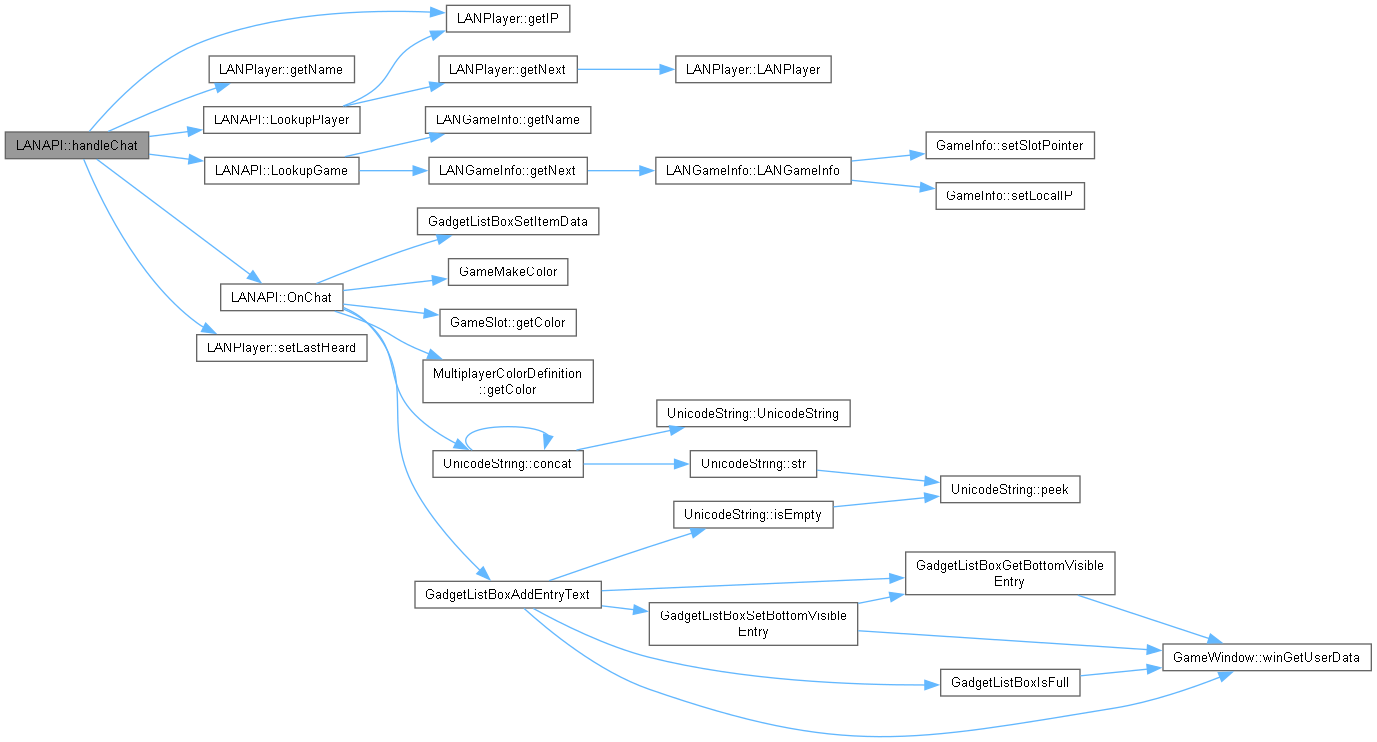 LANPlayer::getIP
LANPlayer::getName
LANPlayer::getNext
LANPlayer::LANPlayer
LANAPI::LookupPlayer
LANGameInfo::getName
LANAPI::handleChat
GameInfo::setSlotPointer
LANAPI::LookupGame
LANGameInfo::getNext
LANGameInfo::LANGameInfo
GameInfo::setLocalIP
GadgetListBoxSetItemData
GameMakeColor
LANAPI::OnChat
GameSlot::getColor
LANPlayer::setLastHeard
MultiplayerColorDefinition
::getColor
UnicodeString::UnicodeString
UnicodeString::concat
UnicodeString::str
UnicodeString::peek
UnicodeString::isEmpty
GadgetListBoxGetBottomVisible
Entry
GadgetListBoxAddEntryText
GadgetListBoxSetBottomVisible
Entry
GameWindow::winGetUserData
GadgetListBoxIsFull